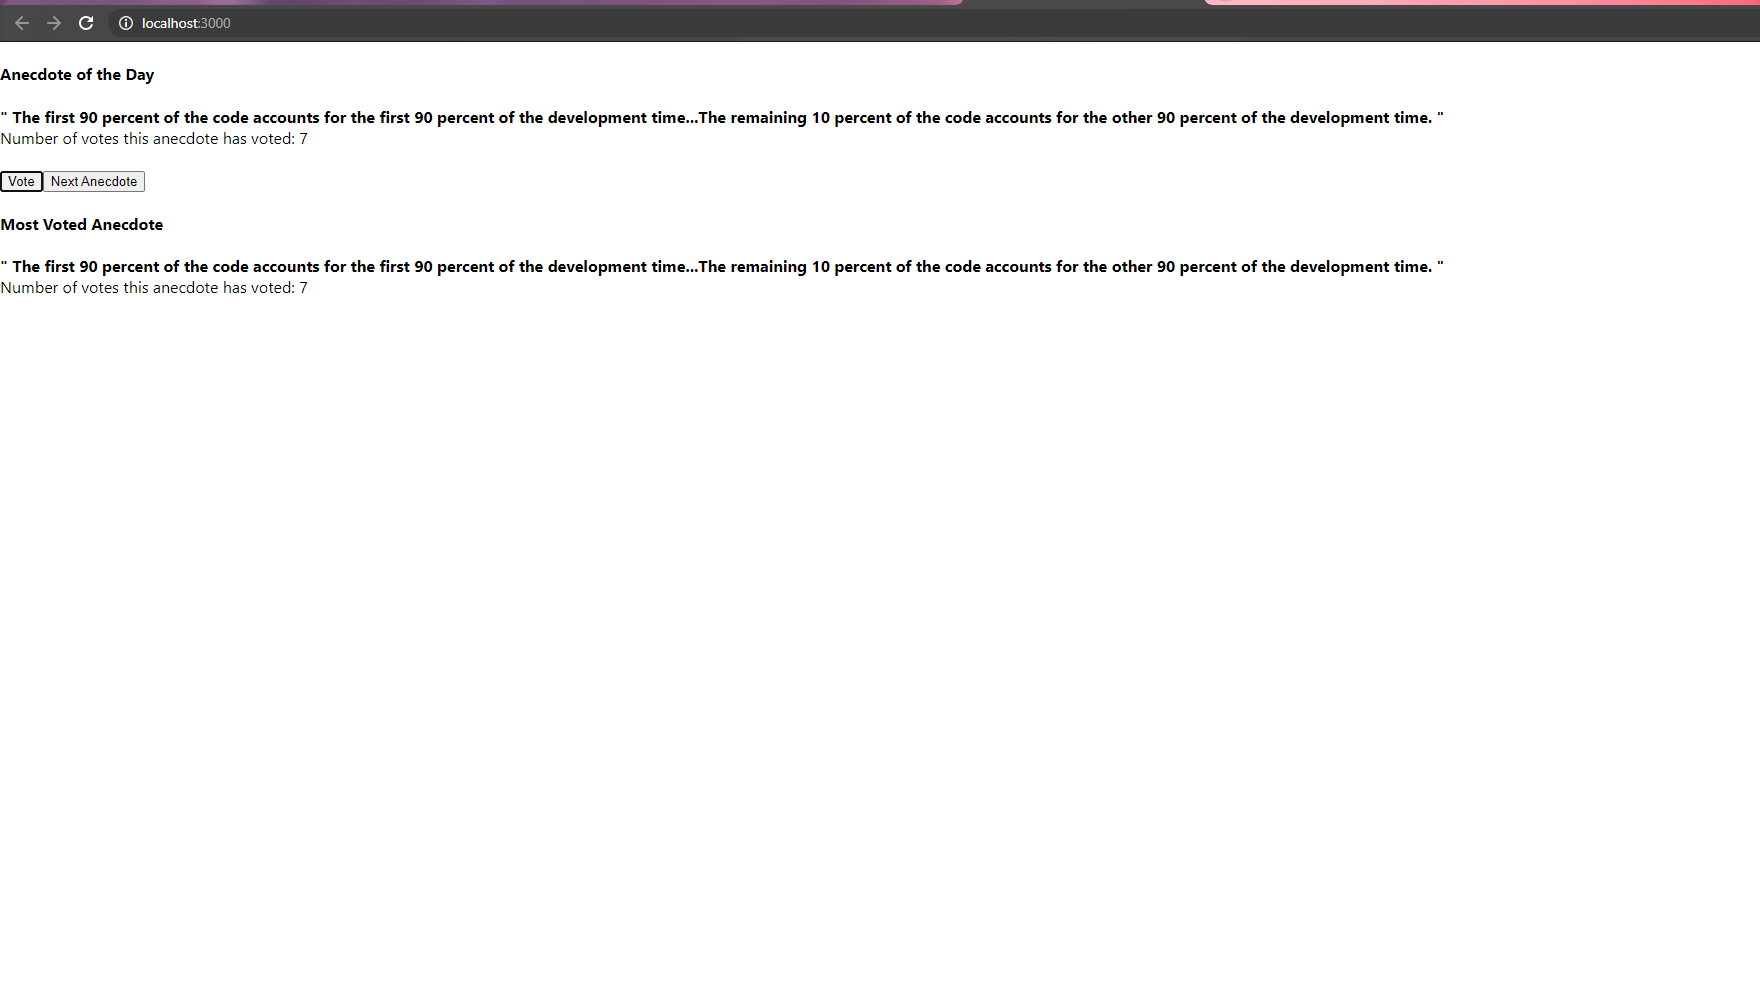 localhost:3000
Anecdote of the Day
" The first 90 percent of the code accounts for the first 90 percent of the development time...The remaining 10 percent of the code accounts for the other 90 percent of the development time. "
Number of votes this anecdote has voted: 7
Vote Next Anecdote
Most Voted Anecdote
" The first 90 percent of the code accounts for the first 90 percent of the development time...The remaining 10 percent of the code accounts for the other 90 percent of the development time. "
Number of votes this anecdote has voted: 7